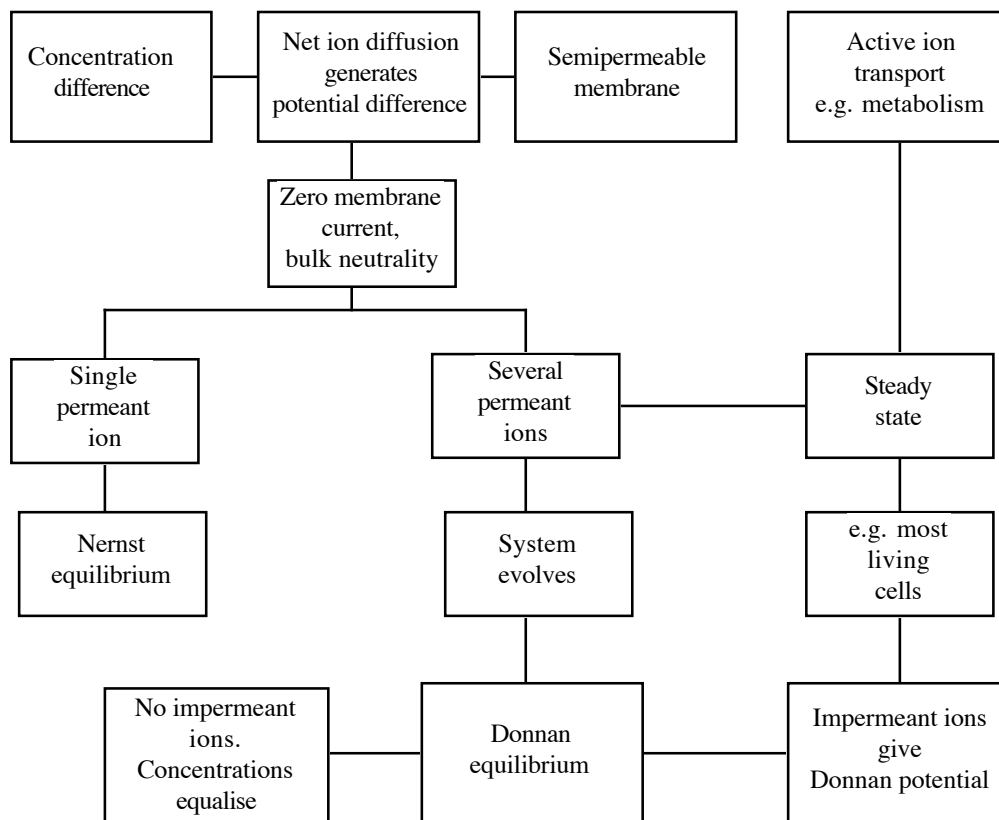 Concentration
difference
Net ion diffusion
generates
potential difference
Semipermeable
membrane
Active ion
transport
e.g. metabolism
Zero membrane
current,
bulk neutrality
Single
permeant
ion
Several
permeant
ions
Steady
state
Nernst
equilibrium
System
evolves
e.g. most
living
cells
No impermeant
ions.
Concentrations
equalise
Donnan
equilibrium
Impermeant ions
give
Donnan potential